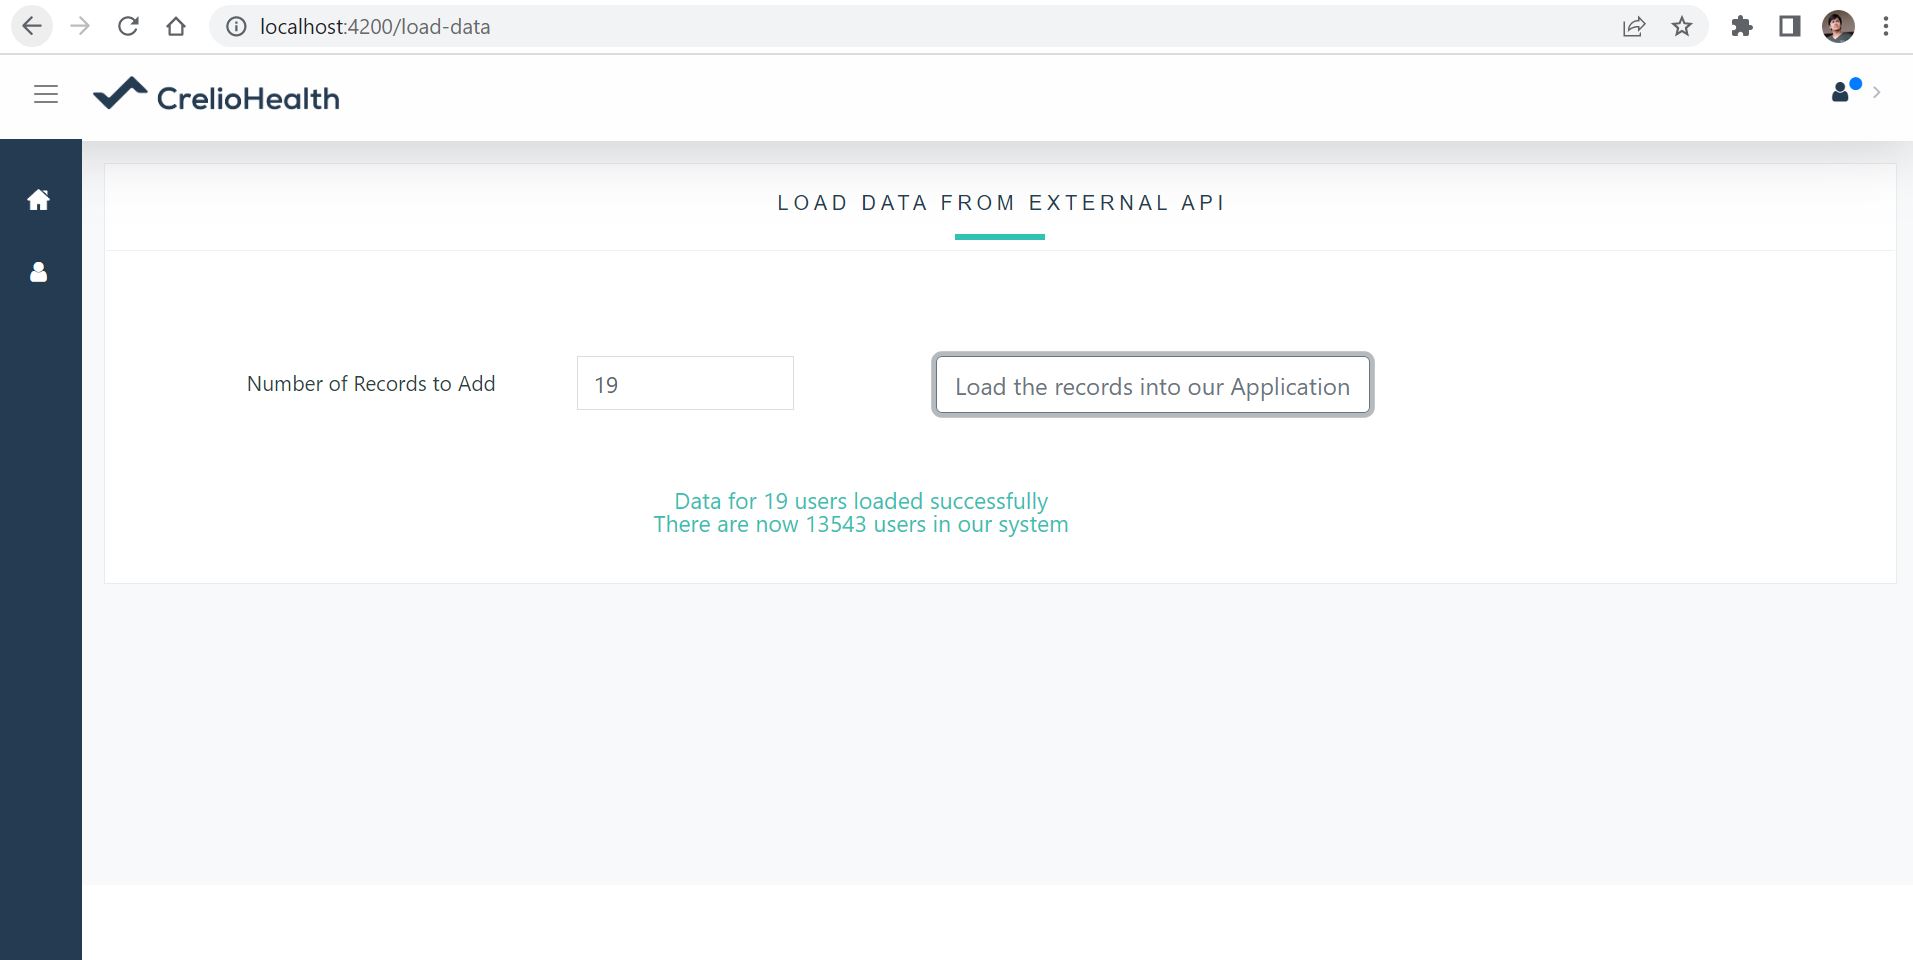 localhost:4200/load-data
CrelioHealth
LOAD DATA FROM EXTERNAL API
Number of Records to Add
19
Load the records into our Application
Data for 19 users loaded successfully
There are now 13543 users in our system